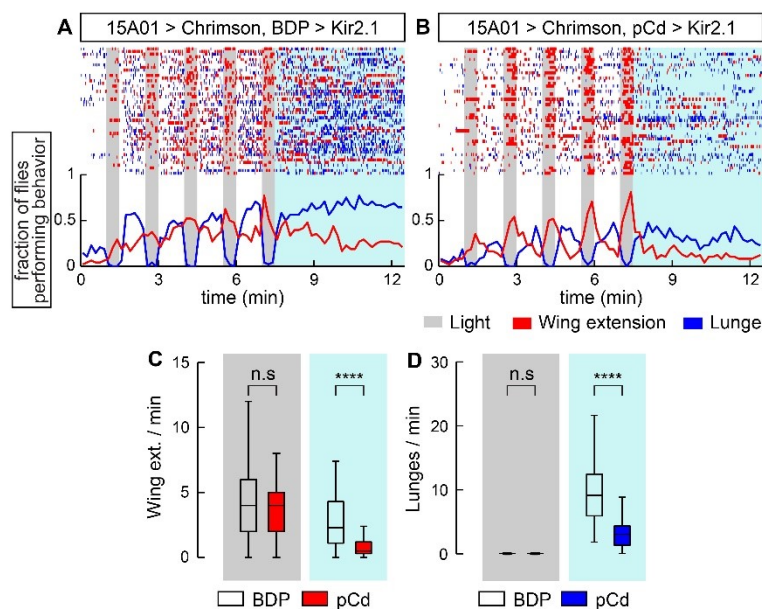 A 15A01 > Chrimson, BDP > Kir2.1
B 15A01 > Chrimson, pCd > Kir2.1
fraction of flies
performing behavior
1
0.5
0
0 3 6 9 12
time (min)
1
0.5
0
0 3 6 9 12
time (min)
Light Wing extension Lunge
C
Wing ext. / min
15
10
5
0
n.s
****
BDP pCd
D
Lunges / min
30
20
10
0
n.s
****
BDP pCd